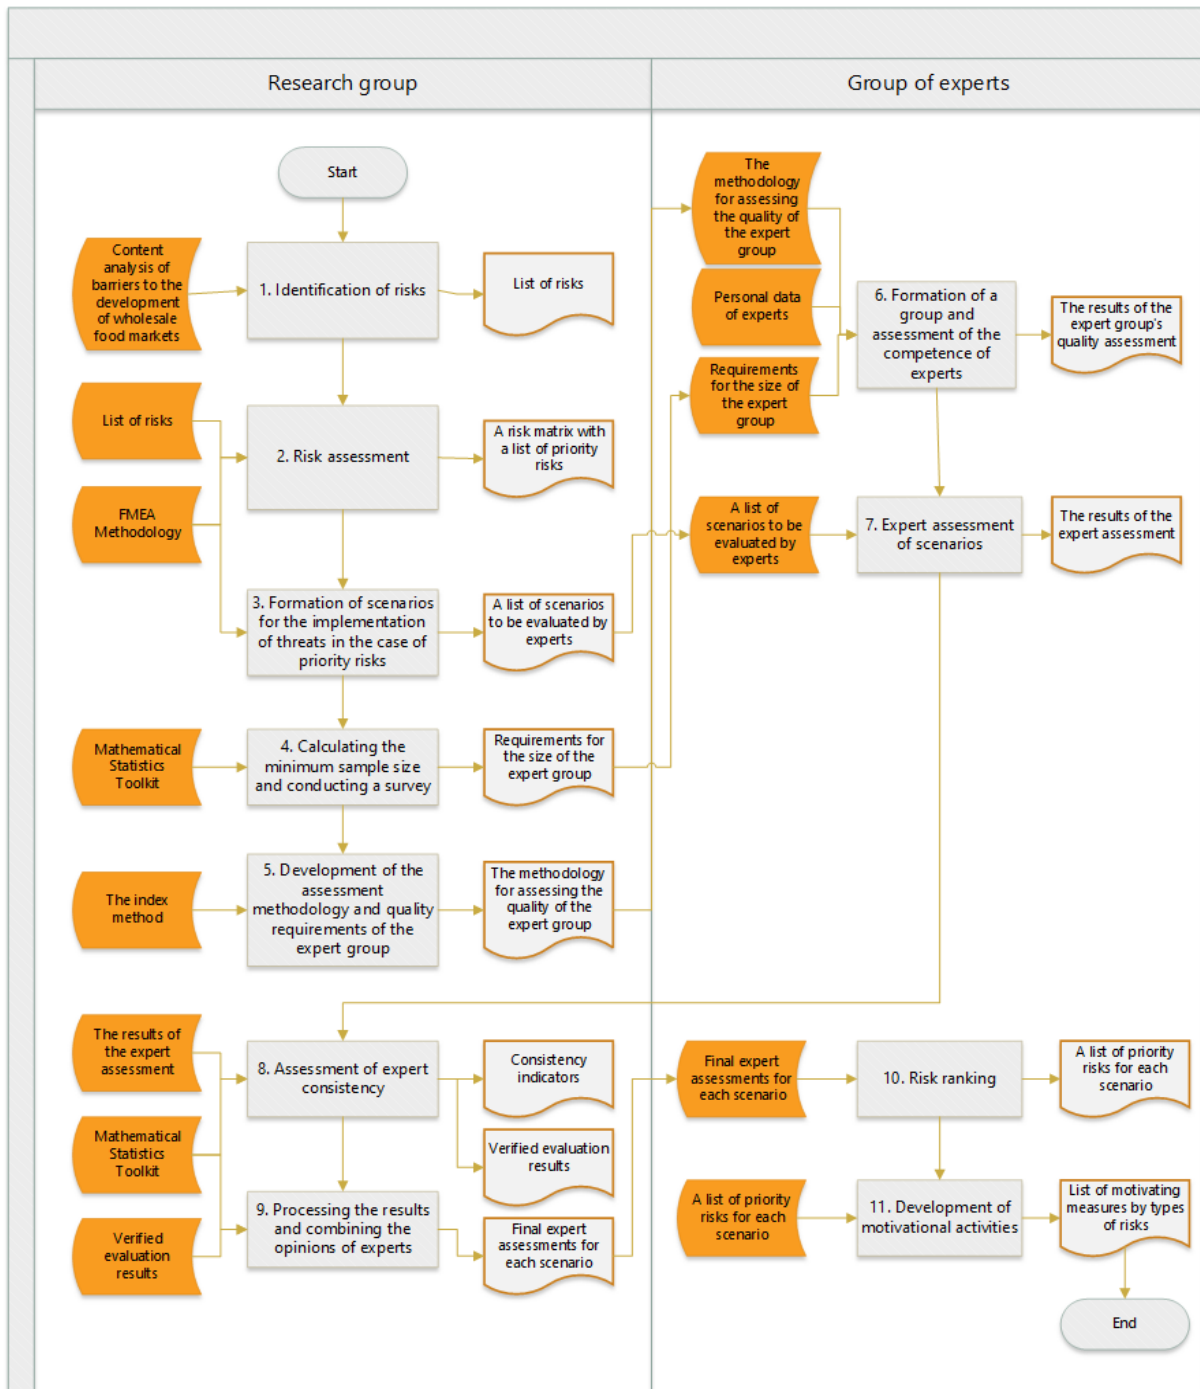 Research group
Group of experts
Start
Content
analysis of
barriers to the
development
of wholesale
food markets
1. Identification of risks
List of risks
List of risks
FMEA
Methodology
2. Risk assessment
A risk matrix with
a list of priority
risks
3. Formation of scenarios
for the implementation
of threats in the case of
priority risks
A list of scenarios
to be evaluated by
experts
Mathematical
Statistics
Toolkit
4. Calculating the
minimum sample size
and conducting a survey
Requirements for
the size of the
expert group
The index
method
5. Development of the
assessment
methodology and quality
requirements of the
expert group
The methodology
for assessing the
quality of the
expert group
The
methodology
for assessing
the quality of
the expert
group
Personal data
of experts
Requirements
for the size of
the expert
group
6. Formation of a
group and
assessment of the
competence of
experts
The results of the
expert group's
quality assessment
A list of
scenarios to be
evaluated by
experts
7. Expert assessment
of scenarios
The results of the
expert assessment
The results of
the expert
assessment
Mathematical
Statistics
Toolkit
Verified
evaluation
results
8. Assessment of expert
consistency
Consistency
indicators
Verified evaluation
results
9. Processing the results
and combining the
opinions of experts
Final expert
assessments for
each scenario
Final expert
assessments for
each scenario
10. Risk ranking
A list of priority
risks for each
scenario
A list of priority
risks for each
scenario
11. Development of
motivational activities
List of motivating
measures by types
of risks
End